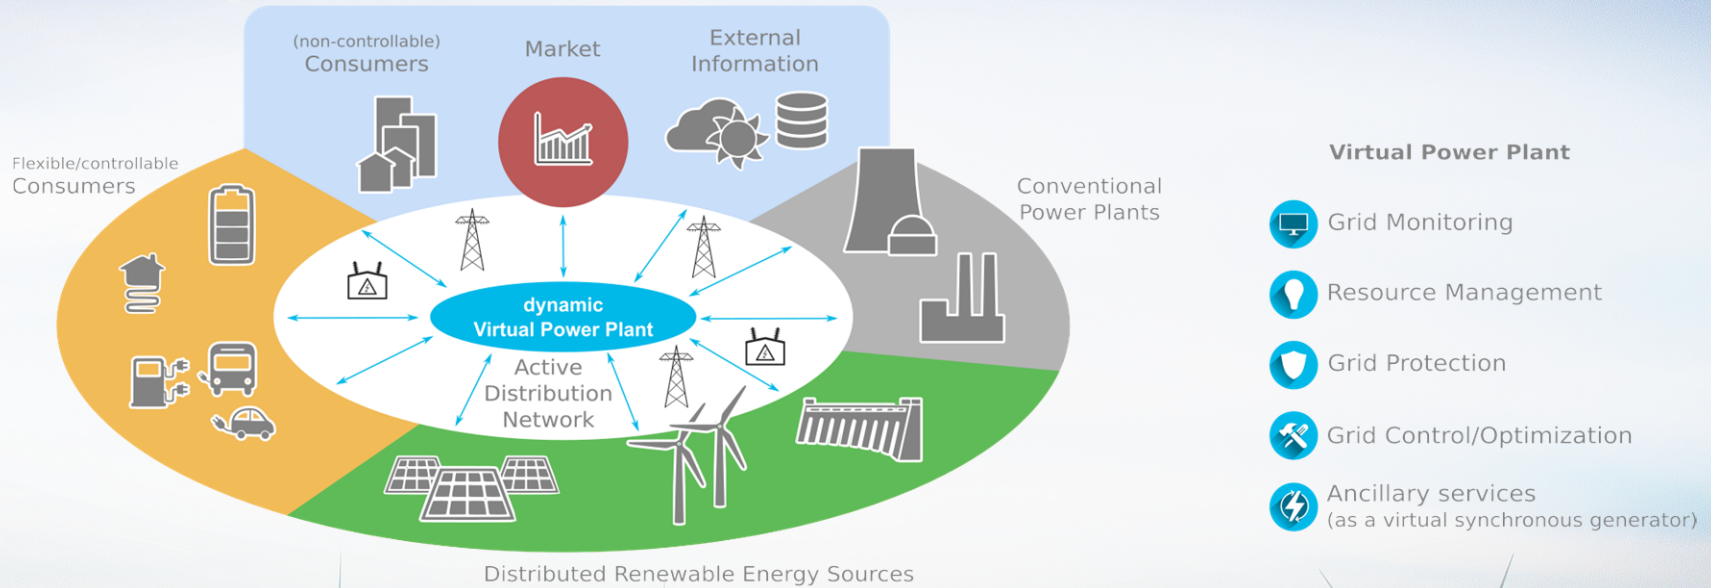 (non-controllable)
Consumers
Market
External
Information
Flexible/controllable
Consumers
Conventional
Power Plants
dynamic
Virtual Power Plant
Active
Distribution
Network
Distributed Renewable Energy Sources
Virtual Power Plant
Grid Monitoring
Resource Management
Grid Protection
Grid Control/Optimization
Ancillary services
(as a virtual synchronous generator)